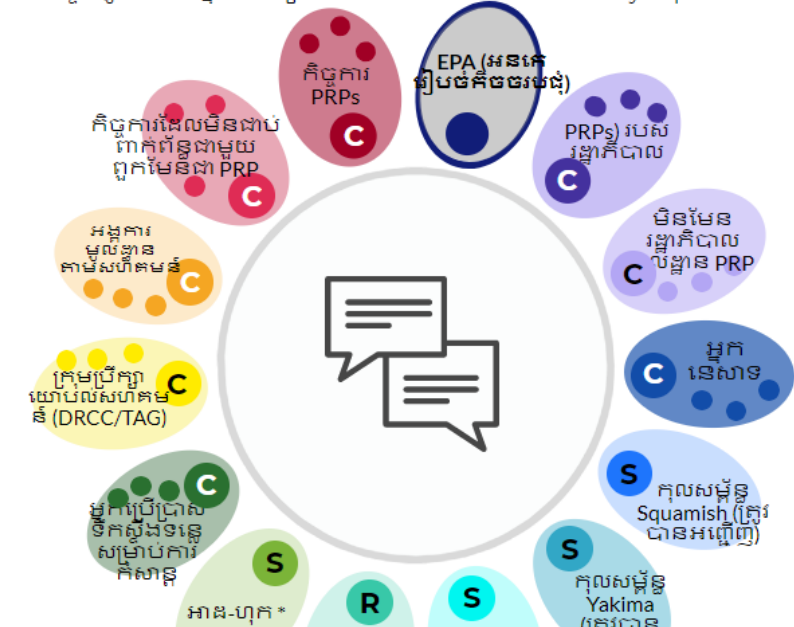 កិច្ចការ
PRPs
C
EPA (អនកេ
រៀបចំកិចចរបជុំ)
PRPs) របស់
រដ្ឋាភិបាល
C
កិច្ចការដែលមិនជាប់
ពាក់ព័ន្ធជាមួយ
ពួកមែនជា PRP
C
មិនមែន
រដ្ឋាភិបាល
លដ្ឋាន PRP
C
អង្គការ
មូលដ្ឋាន
តាមសហគមន៍
C
អ្នក
នេសាទ
C
ក្រុមប្រឹក្សា
យោបល់សហគម
ន៍ (DRCC/TAG)
C
S
កុលសម្ព័ន្ធ
Squamish (ត្រូវ
បានអញ្ជើញ)
C
អ្នកប្រើប្រាស់
ទឹកស្ទឹងទន្លេ
សម្រាប់ការ
កំសាន្ត
S
កុលសម្ព័ន្ធ
Yakima
S
អាដ-ហុក *
R
S